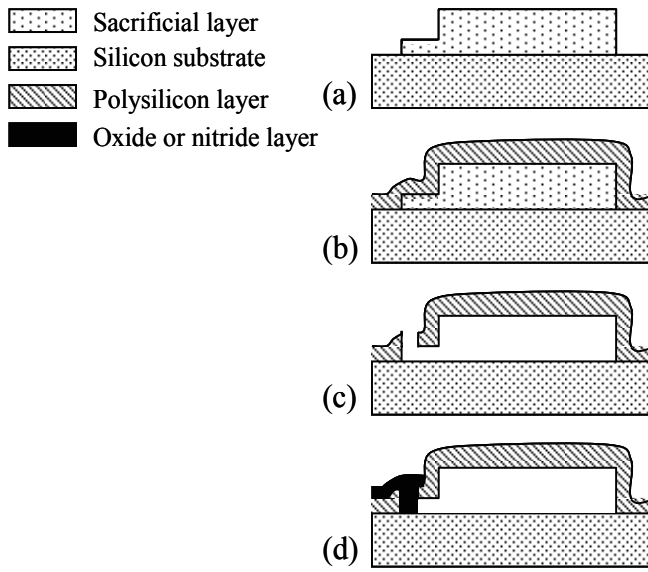 Sacrificial layer
Silicon substrate
Polysilicon layer
Oxide or nitride layer
(a)
(b)
(c)
(d)